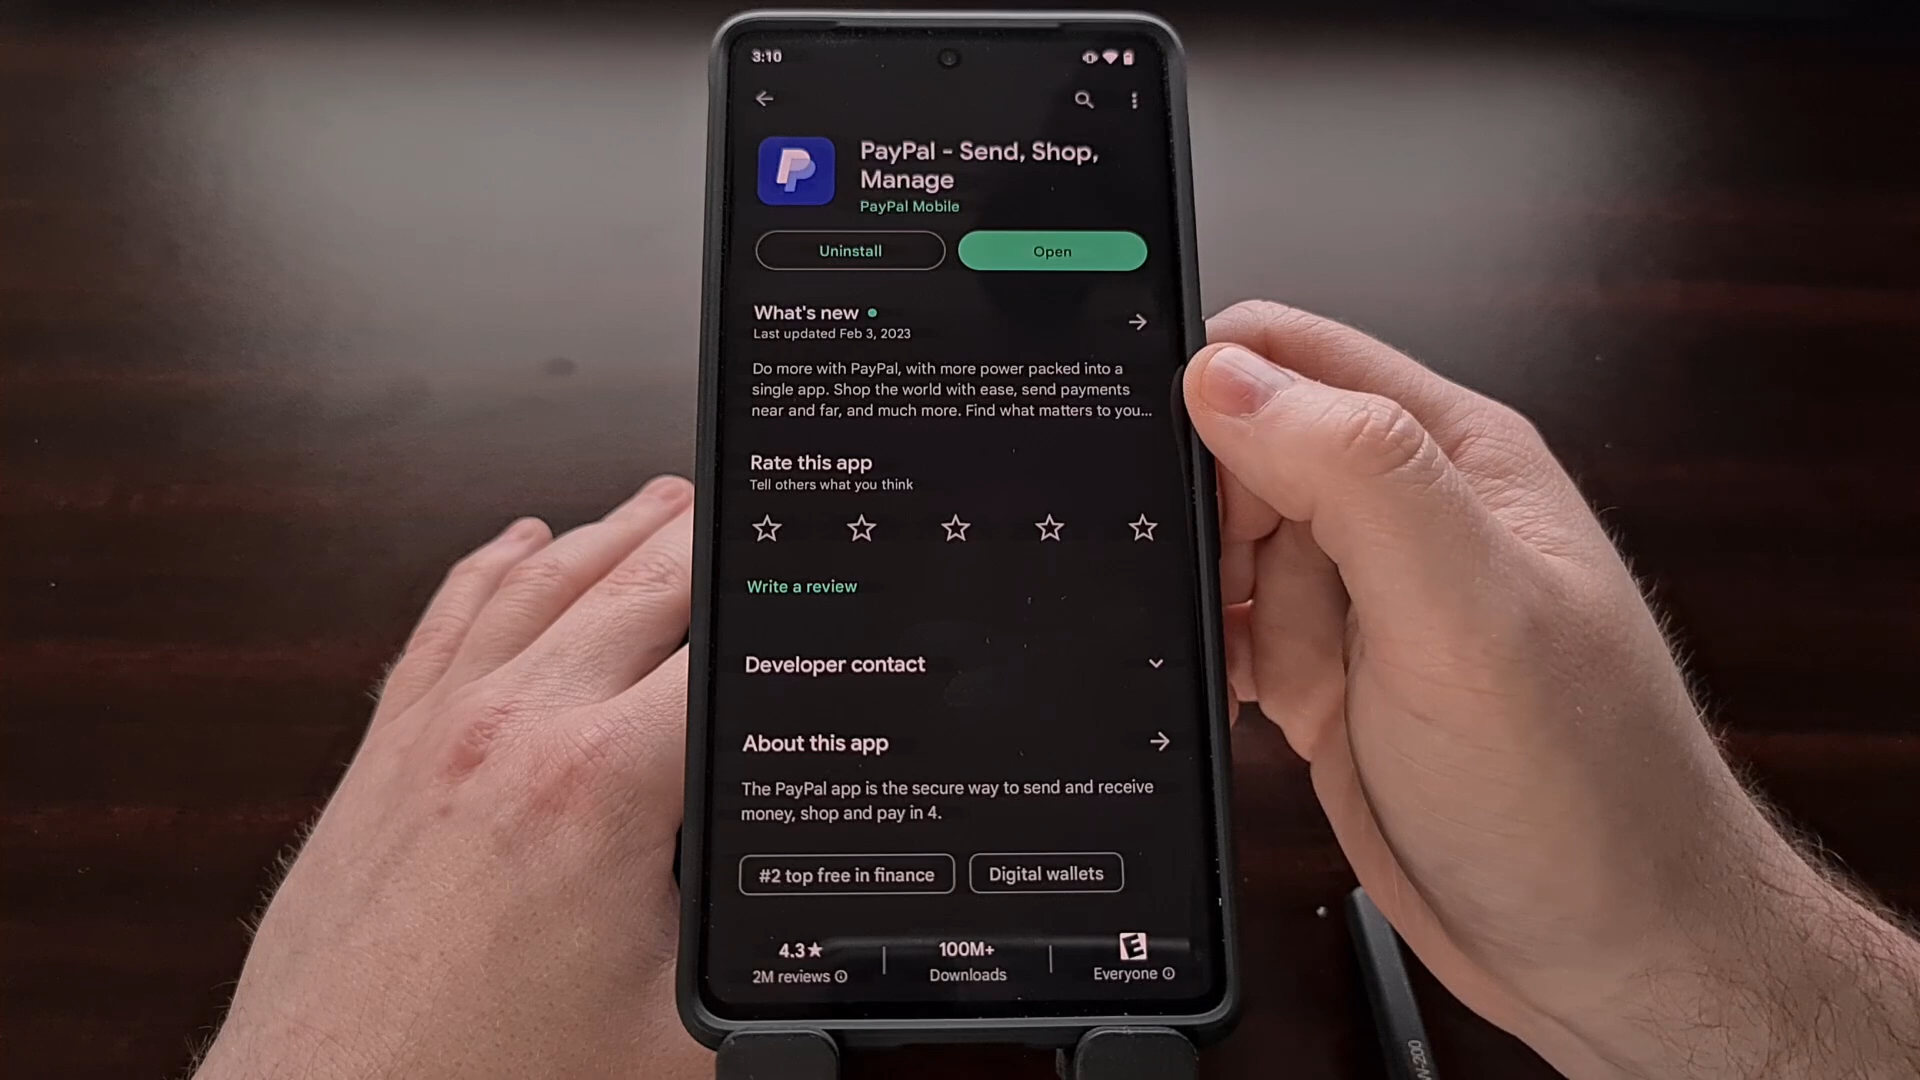 3:10
PayPal - Send, Shop,
Manage
PayPal Mobile
Uninstall
Open
What's new
Last updated Feb 3, 2023
Do more with PayPal, with more power packed into a
single app. Shop the world with ease, send payments
near and far, and much more. Find what matters to you...
Rate this app
Tell others what you think
Write a review
Developer contact
About this app
The PayPal app is the secure way to send and receive
money, shop and pay in 4.
#2 top free in finance
Digital wallets
4.3★
2M reviews
100M+
Downloads
E
Everyone